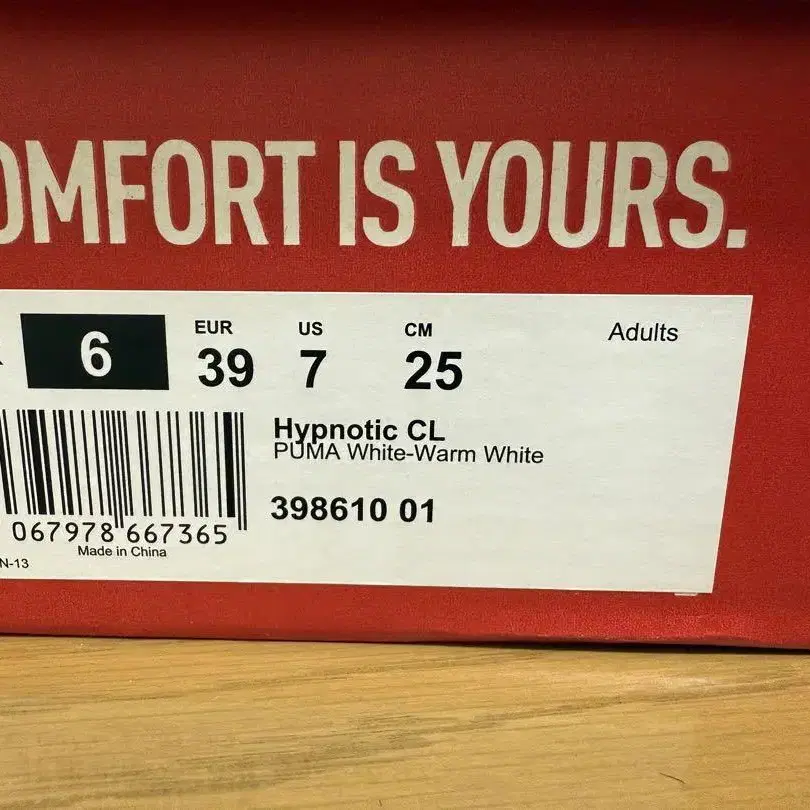 OMFORT IS YOURS.
6
EUR US CM
39 7 25
Adults
Hypnotic CL
PUMA White-Warm White
398610 01
067978 667365
Made in China
N-13